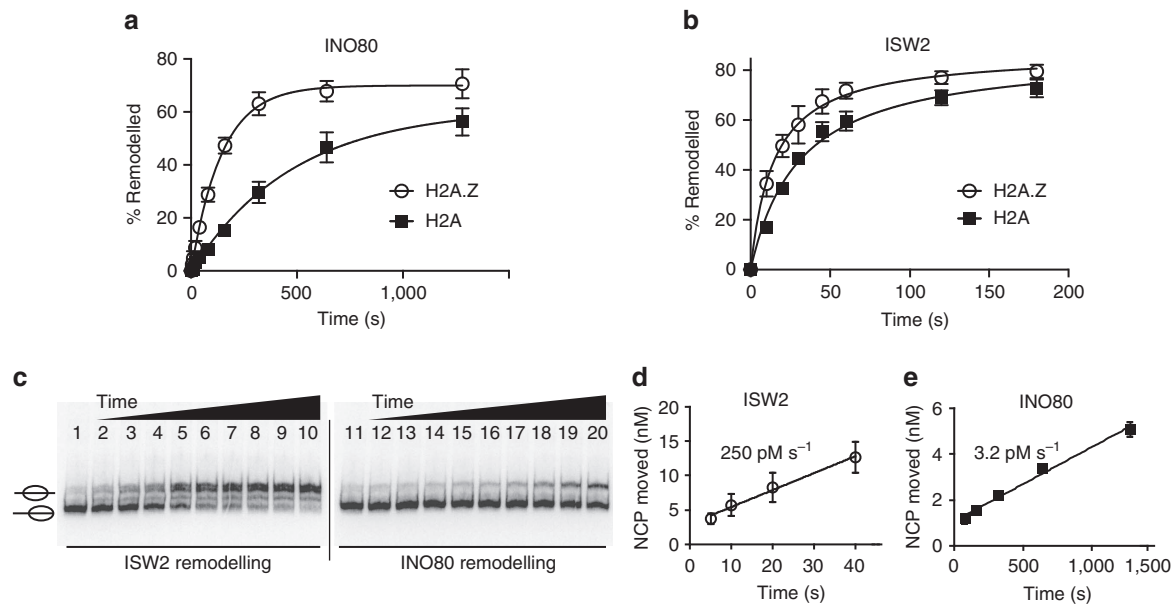 a
INO80
% Remodelled
80
60
40
20
0
H2A.Z
H2A
0 500 1,000
Time (s)
b
ISW2
% Remodelled
80
60
40
20
0
H2A.Z
H2A
0 50 100 150 200
Time (s)
c
Time Time
1 2 3 4 5 6 7 8 9 10 11 12 13 14 15 16 17 18 19 20
ISW2 remodelling INO80 remodelling
d
ISW2
NCP moved (nM)
20
15
10
5
0
250 pM s⁻¹
0 10 20 30 40
Time (s)
e
INO80
NCP moved (nM)
6
4
2
0
3.2 pM s⁻¹
0 500 1,000 1,500
Time (s)